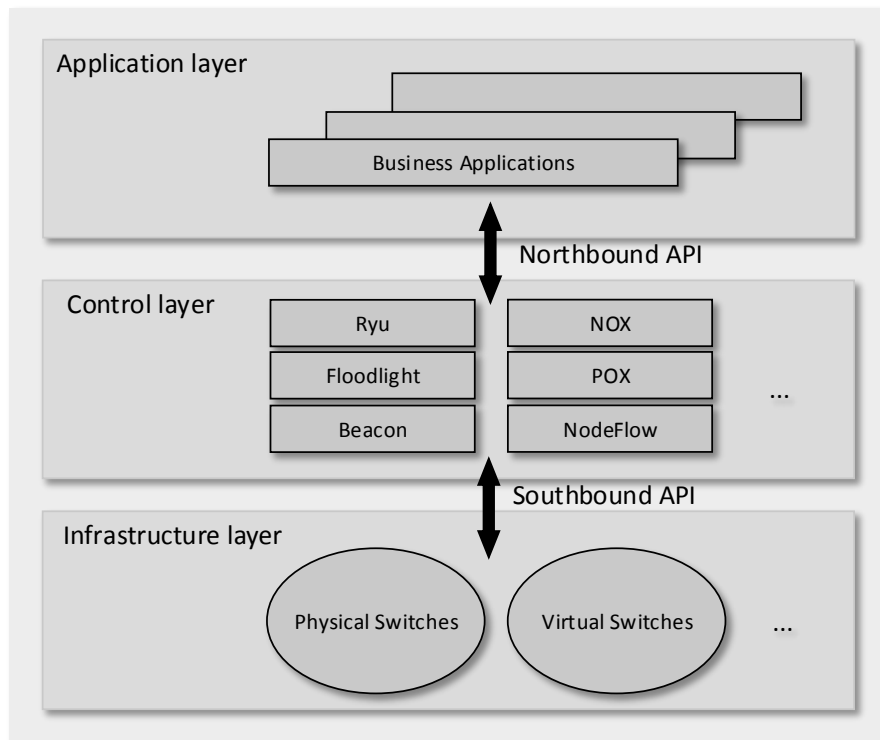 Application layer
Business Applications
Northbound API
Control layer
Ryu
NOX
Floodlight
POX
...
Beacon
NodeFlow
Southbound API
Infrastructure layer
Physical Switches
Virtual Switches
...